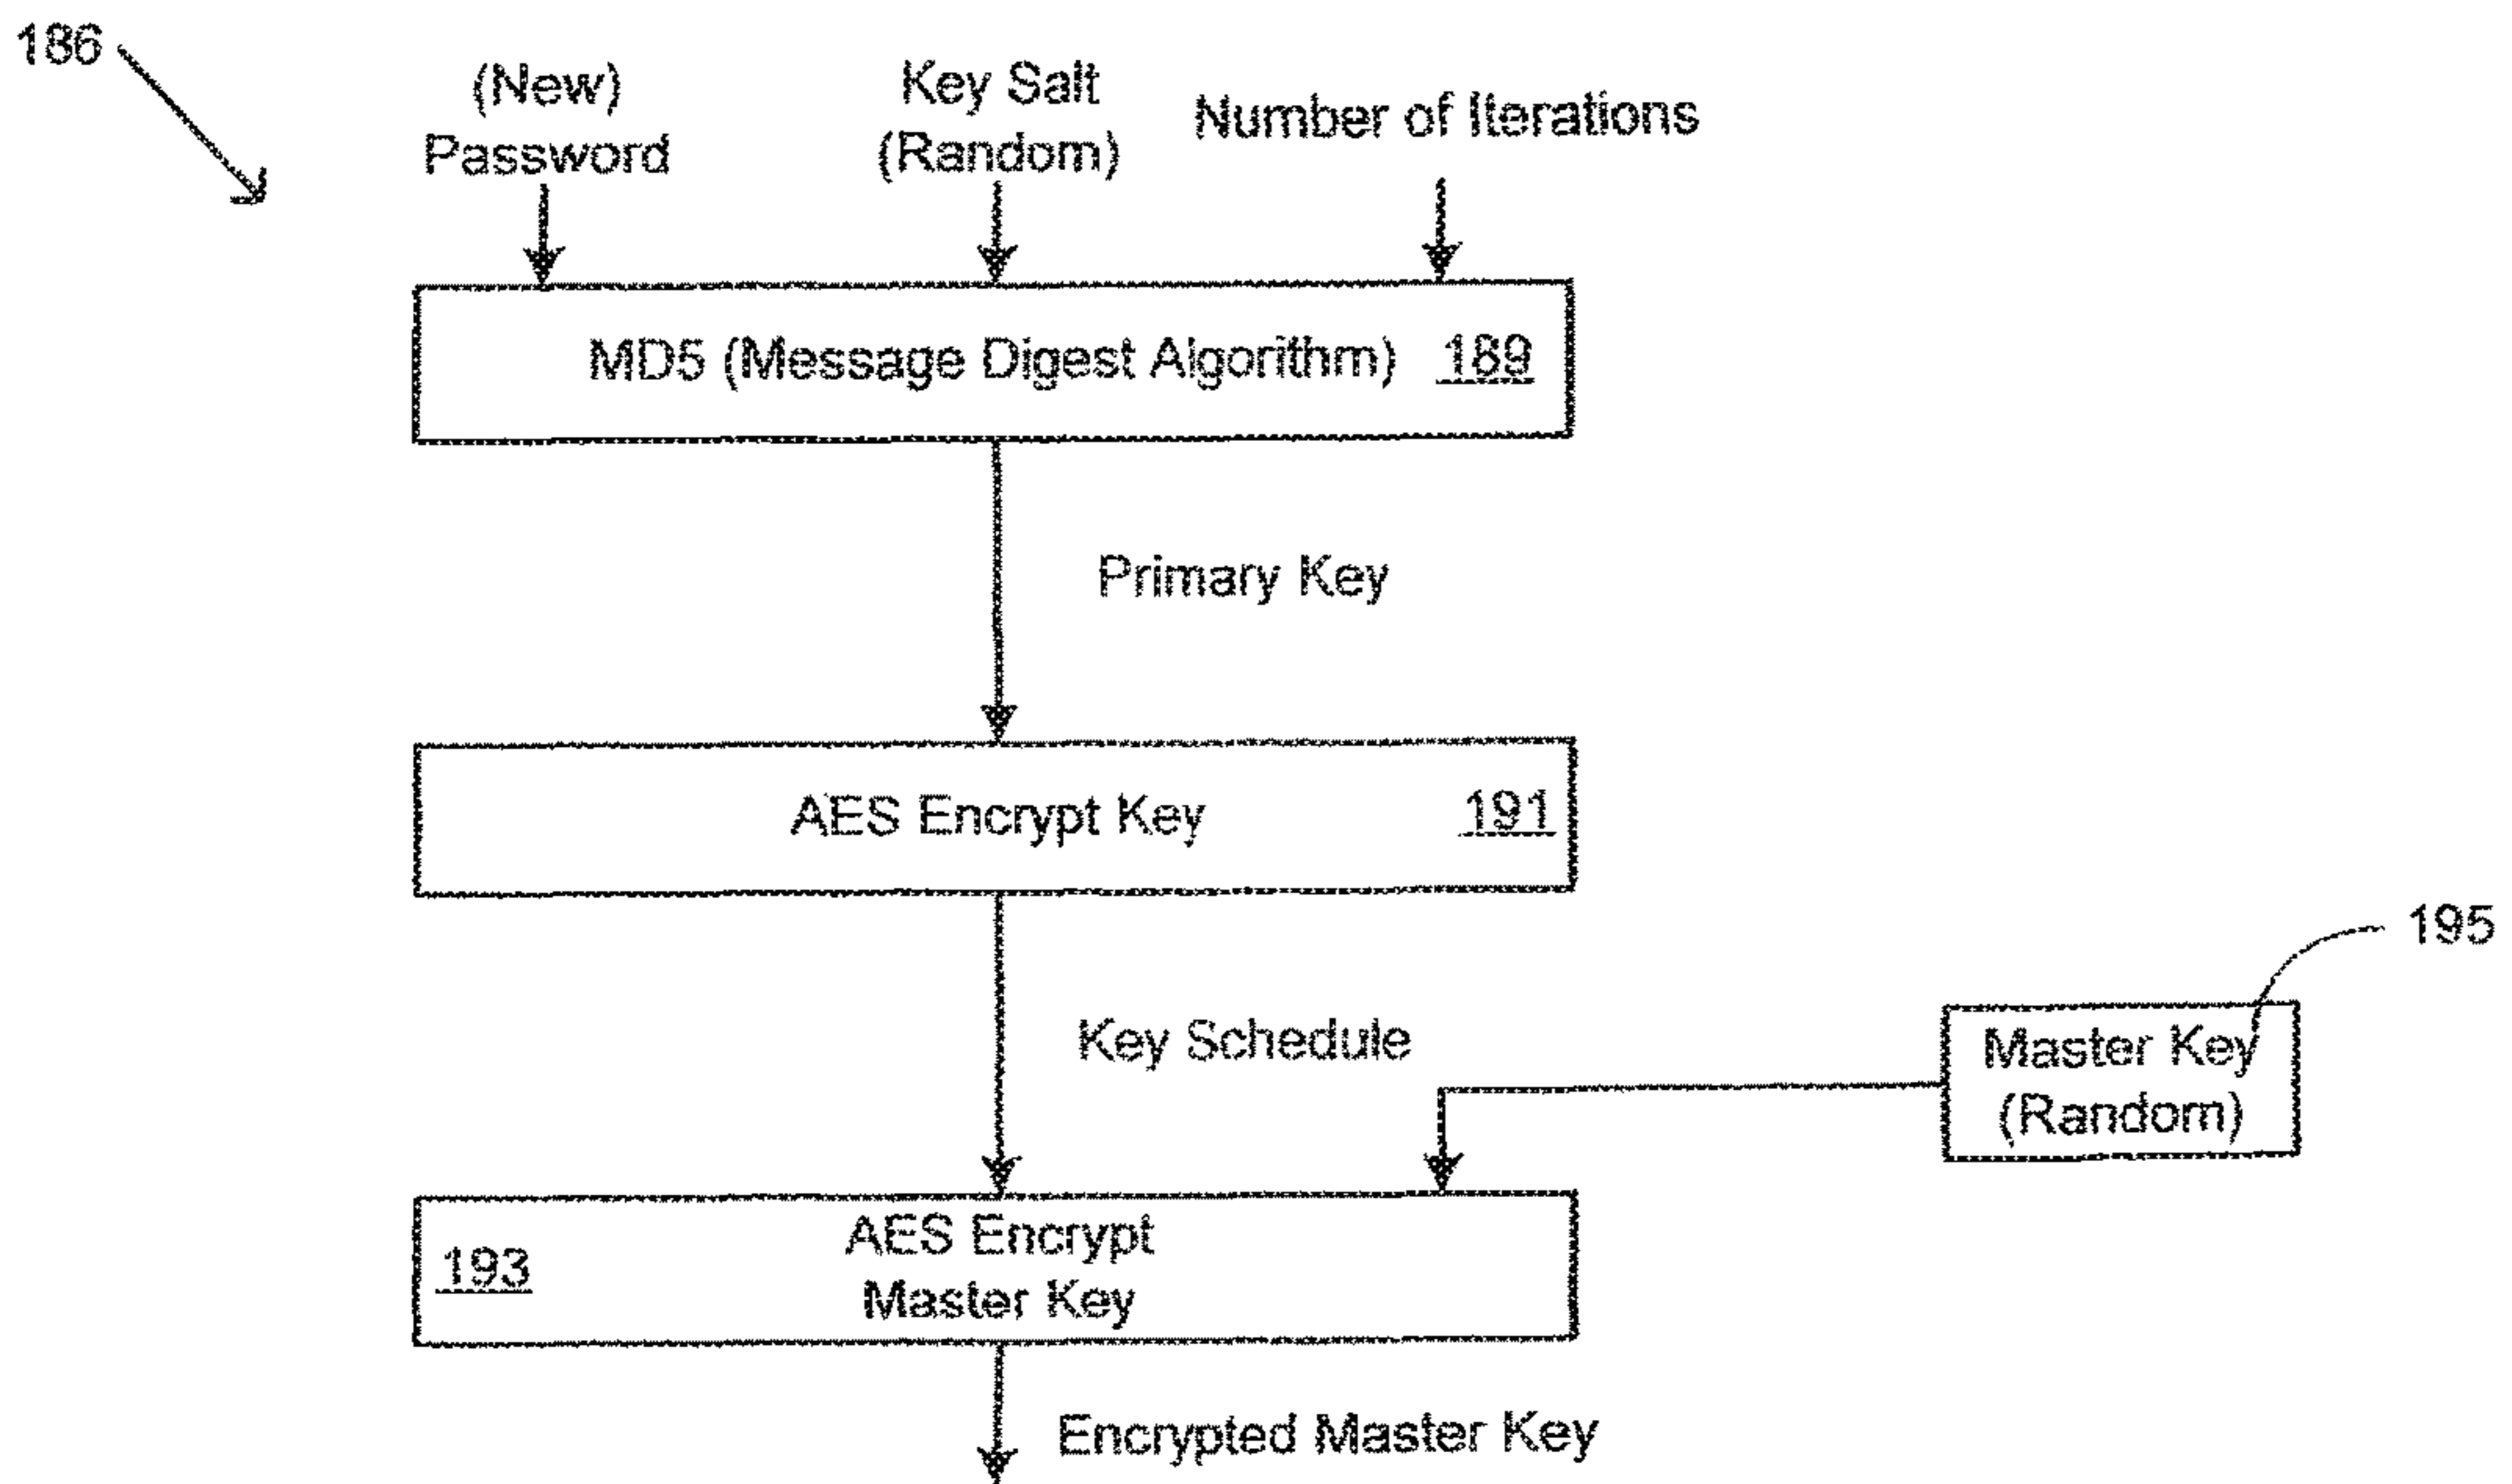 186
(New)
Password
Key Salt
(Random)
Number of Iterations
MD5 (Message Digest Algorithm) 189
Primary Key
AES Encrypt Key 191
195
Key Schedule
Master Key
(Random)
193 AES Encrypt
Master Key
Encrypted Master Key